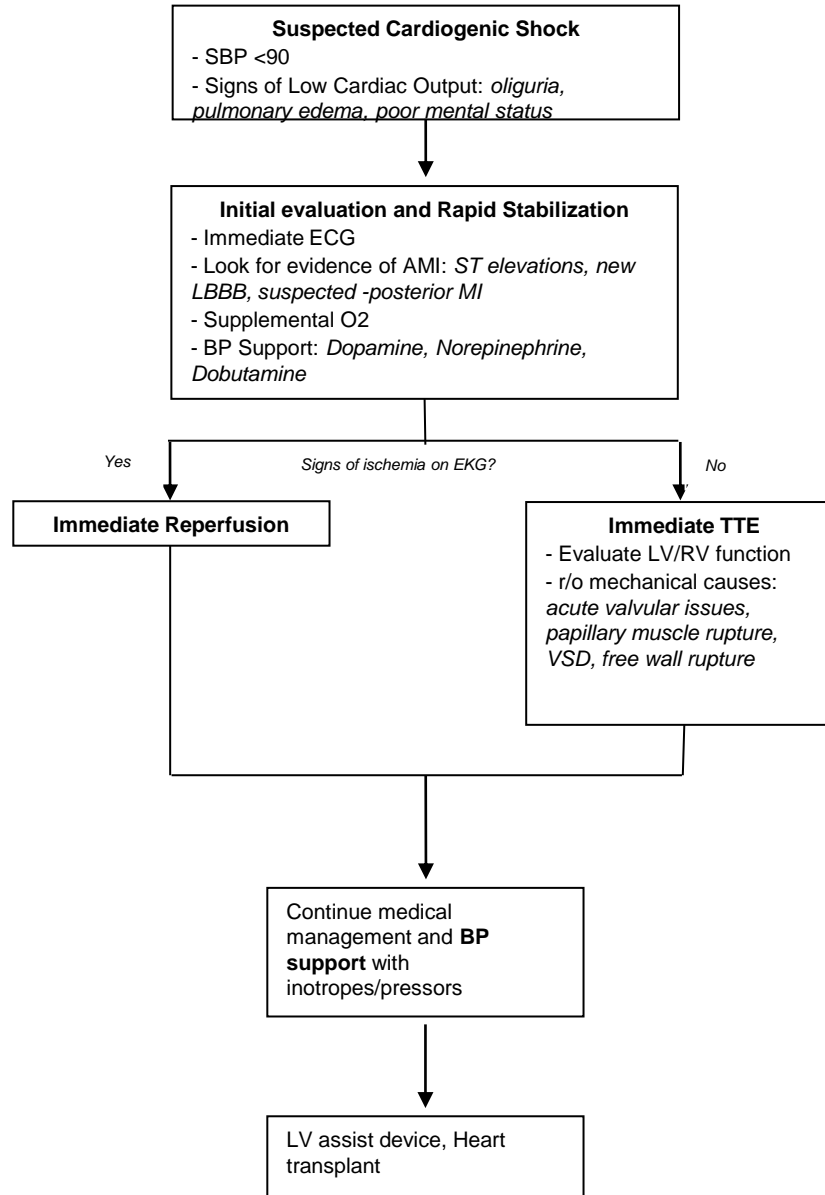 Suspected Cardiogenic Shock
- SBP <90
- Signs of Low Cardiac Output: oliguria,
pulmonary edema, poor mental status
Initial evaluation and Rapid Stabilization
- Immediate ECG
- Look for evidence of AMI: ST elevations, new
LBBB, suspected -posterior MI
- Supplemental O2
- BP Support: Dopamine, Norepinephrine,
Dobutamine
Yes
Signs of ischemia on EKG?
No
Immediate Reperfusion
Immediate TTE
- Evaluate LV/RV function
- r/o mechanical causes:
acute valvular issues,
papillary muscle rupture,
VSD, free wall rupture
Continue medical
management and BP
support with
inotropes/pressors
LV assist device, Heart
transplant